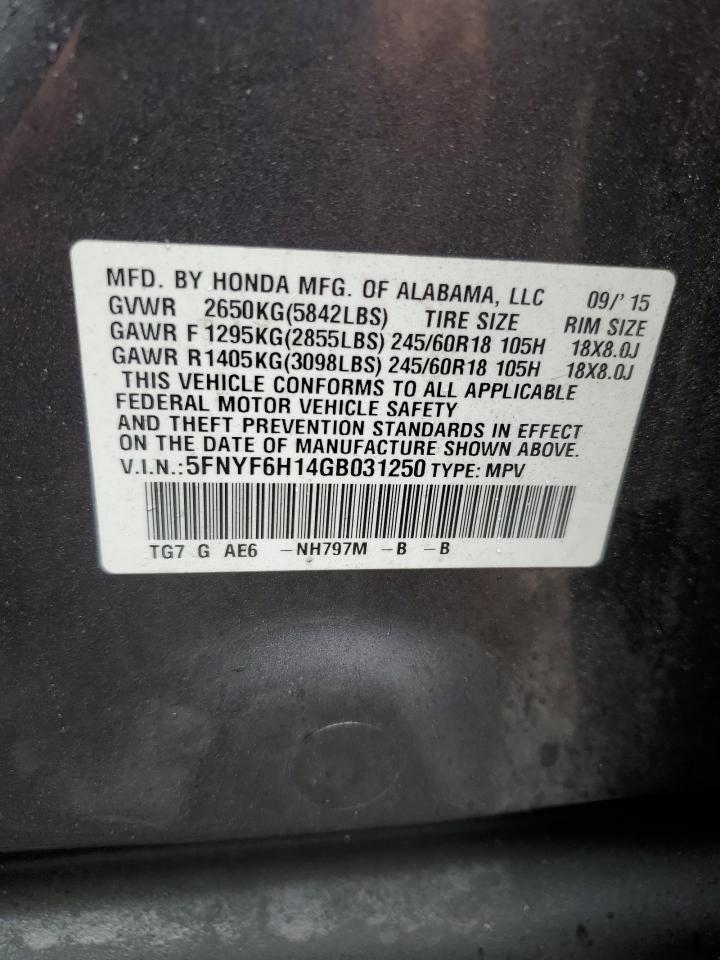 MFD. BY HONDA MFG. OF ALABAMA, LLC 09/'15
GVWR 2650KG(5842LBS) TIRE SIZE RIM SIZE
GAWR F 1295KG(2855LBS) 245/60R18 105H 18X8.0J
GAWR R1405KG(3098LBS) 245/60R18 105H 18X8.0J
THIS VEHICLE CONFORMS TO ALL APPLICABLE
FEDERAL MOTOR VEHICLE SAFETY
AND THEFT PREVENTION STANDARDS IN EFFECT
ON THE DATE OF MANUFACTURE SHOWN ABOVE.
V.I.N.:5FNYF6H14GB031250 TYPE: MPV
TG7 G AE6 -NH797M -B -B